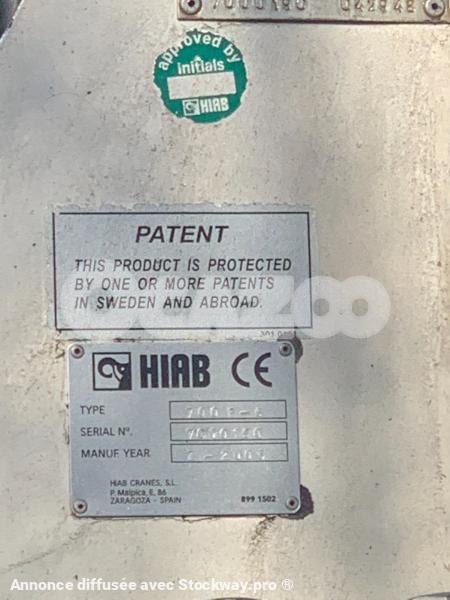 approved by
initials
HIAB
PATENT
THIS PRODUCT IS PROTECTED
BY ONE OR MORE PATENTS
IN SWEDEN AND ABROAD.
HIAB CE
TYPE
SERIAL Nº.
MANUF YEAR
HIAB CRANES, S.L.
P. Malpica, E, 86
ZARAGOZA - SPAIN
899 1502
Annonce diffusée avec Stockway.pro ®